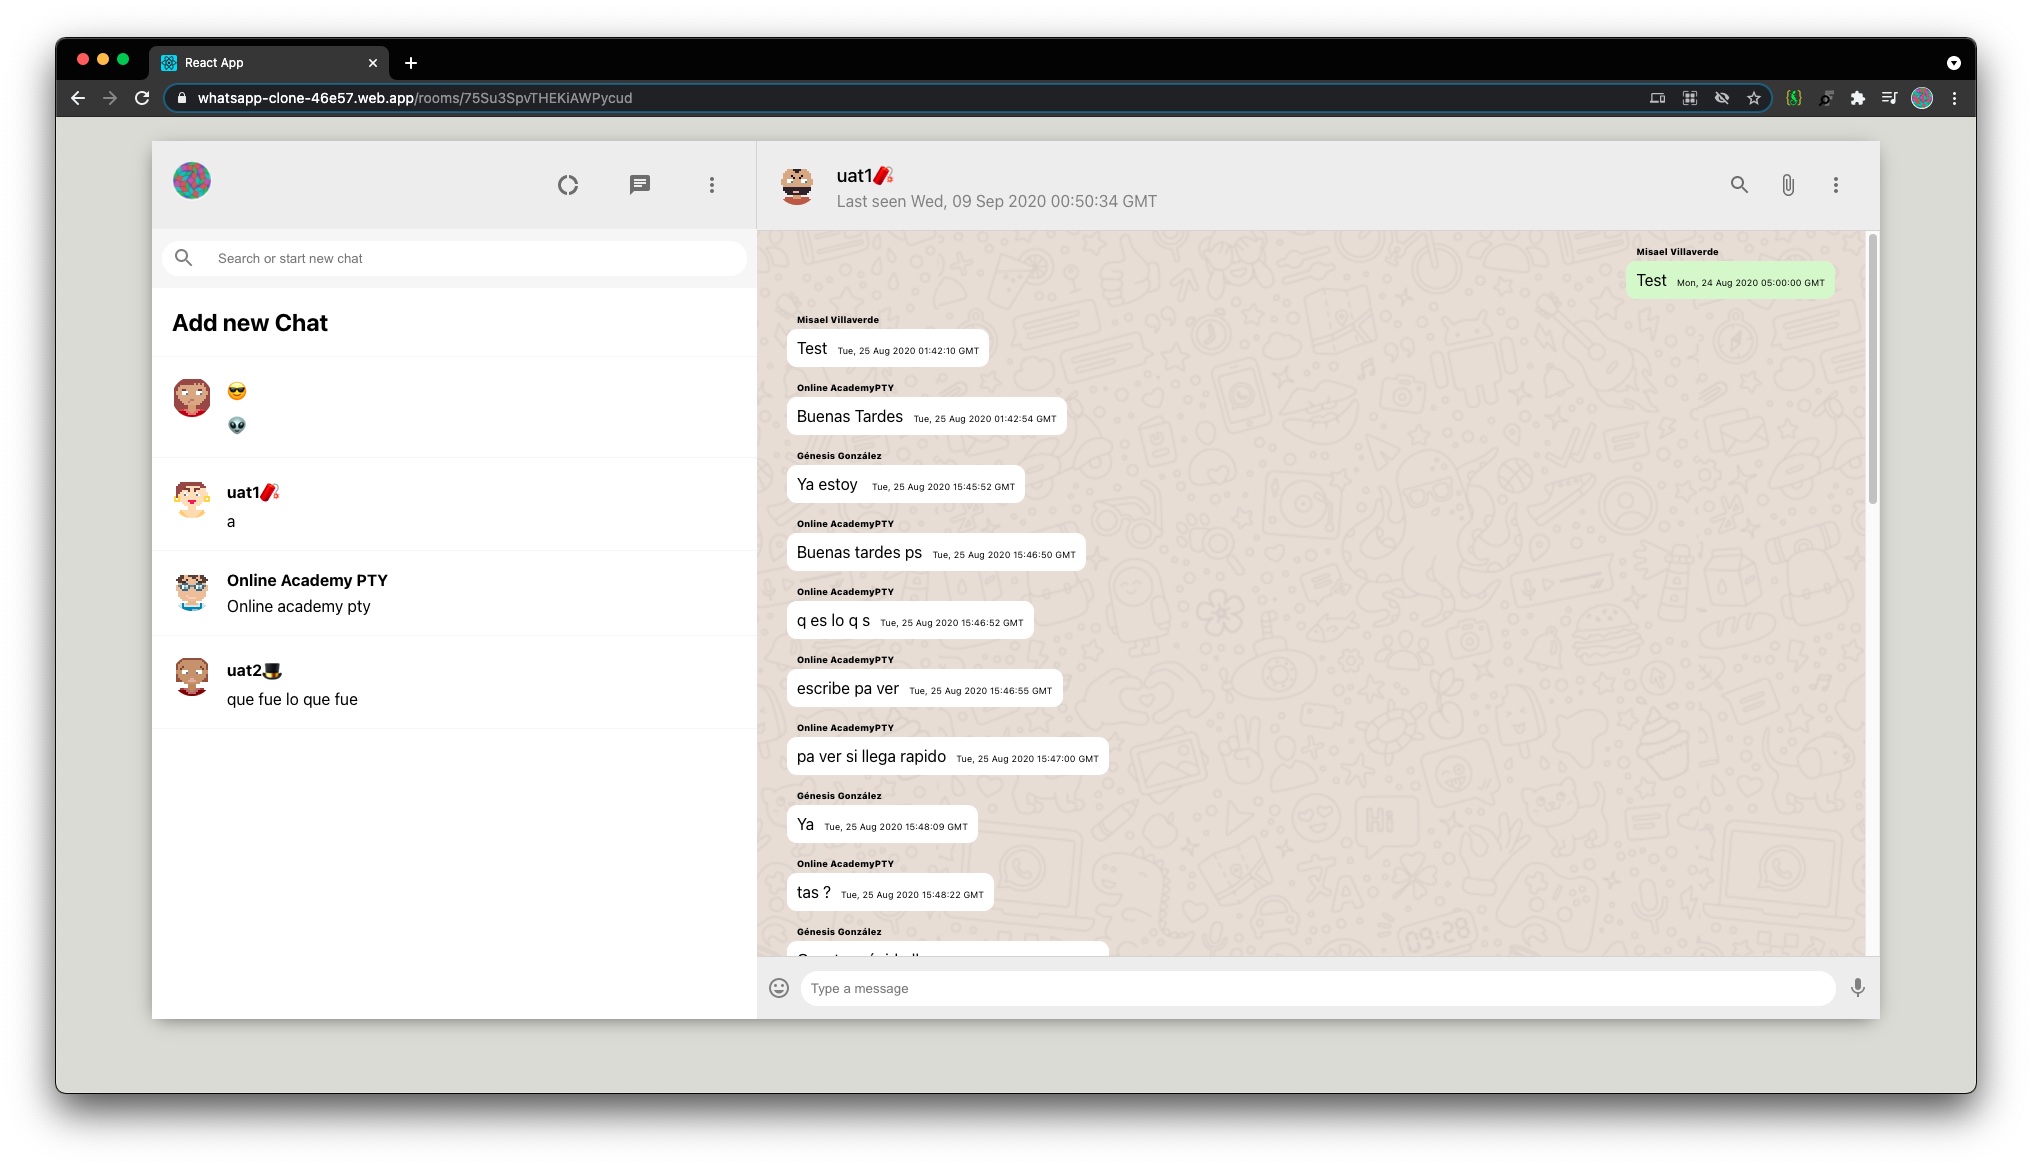 React App
whatsapp-clone-46e57.web.app/rooms/75Su3SpvTHEKiAWPycud
Search or start new chat
Add new Chat
😎
👽
uat1🧧
a
Online Academy PTY
Online academy pty
uat2🎩
que fue lo que fue
uat1🧧
Last seen Wed, 09 Sep 2020 00:50:34 GMT
Misael Villaverde
Test Mon, 24 Aug 2020 05:00:00 GMT
Misael Villaverde
Test Tue, 25 Aug 2020 01:42:10 GMT
Online AcademyPTY
Buenas Tardes Tue, 25 Aug 2020 01:42:54 GMT
Génesis González
Ya estoy Tue, 25 Aug 2020 15:45:52 GMT
Online AcademyPTY
Buenas tardes ps Tue, 25 Aug 2020 15:46:50 GMT
Online AcademyPTY
q es lo q s Tue, 25 Aug 2020 15:46:52 GMT
Online AcademyPTY
escribe pa ver Tue, 25 Aug 2020 15:46:55 GMT
Online AcademyPTY
pa ver si llega rapido Tue, 25 Aug 2020 15:47:00 GMT
Génesis González
Ya Tue, 25 Aug 2020 15:48:09 GMT
Online AcademyPTY
tas ? Tue, 25 Aug 2020 15:48:22 GMT
Génesis González
Hi
09:28
Type a message